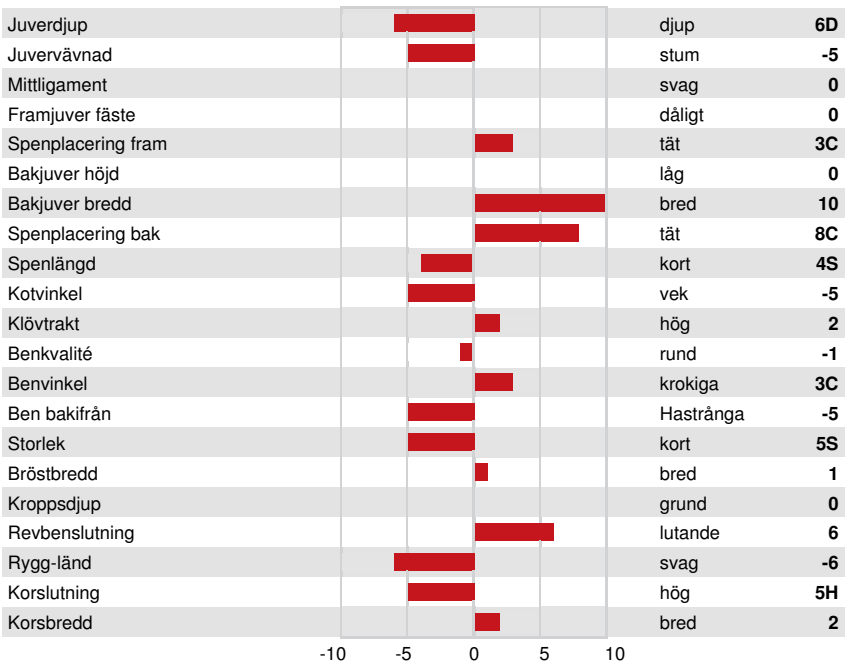 Juverdjup djup 6D
Juvervävnad stum -5
Mittligament svag 0
Framjuver fäste dåligt 0
Spenplacering fram tät 3C
Bakjuver höjd låg 0
Bakjuver bredd bred 10
Spenplacering bak tät 8C
Spenlängd kort 4S
Kotvinkel vek -5
Klövtrakt hög 2
Benkvalité rund -1
Benvinkel krokiga 3C
Ben bakifrån Hastrånga -5
Storlek kort 5S
Bröstbredd bred 1
Kroppsdjup grund 0
Revbenslutning lutande 6
Rygg-länd svag -6
Korslutning hög 5H
Korsbredd bred 2
-10 -5 0 5 10